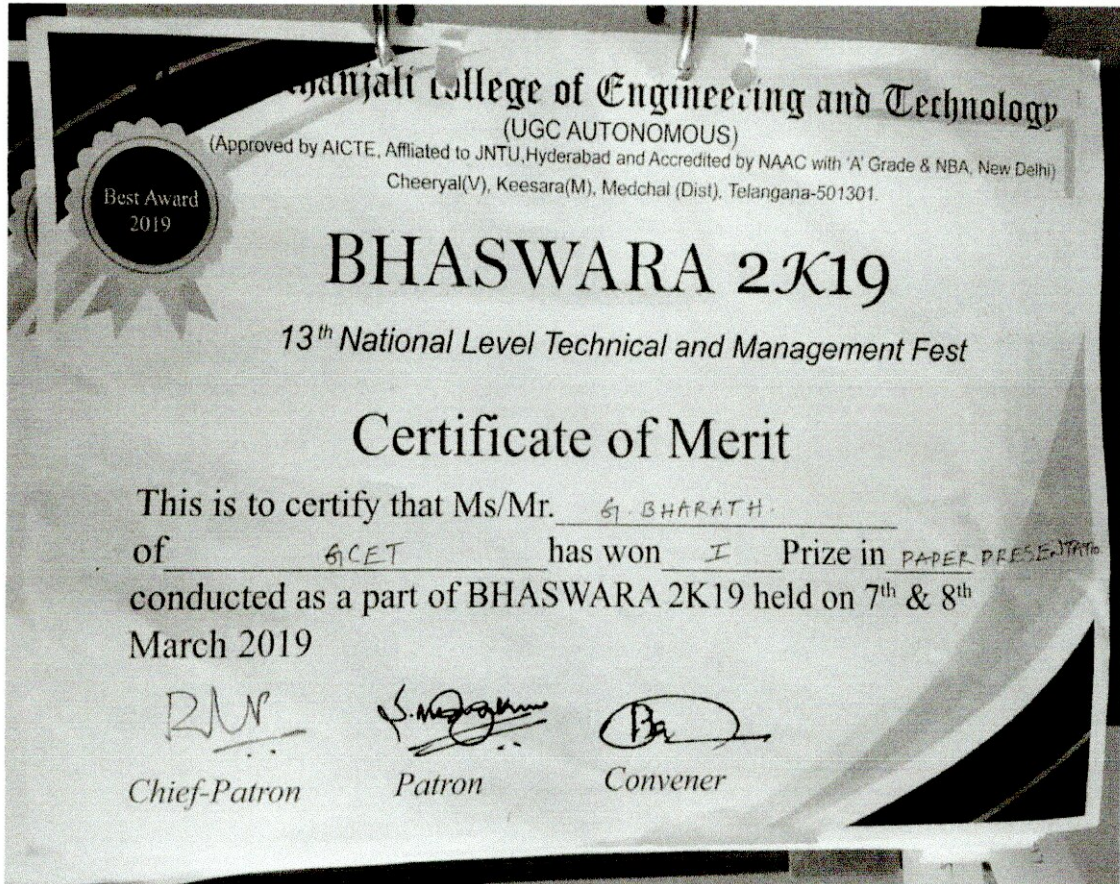 hanjali College of Engineering and Technology
(UGC AUTONOMOUS)
(Approved by AICTE, Affliated to JNTU,Hyderabad and Accredited by NAAC with 'A' Grade & NBA, New Delhi)
Cheeryal(V), Keesara(M), Medchal (Dist), Telangana-501301.
Best Award
2019
BHASWARA 2K19
13th National Level Technical and Management Fest
Certificate of Merit
This is to certify that Ms/Mr. G. BHARATH.
of GCET has won I Prize in PAPER PRESENTATIO
conducted as a part of BHASWARA 2K19 held on 7th & 8th
March 2019
Chief-Patron Patron Convener